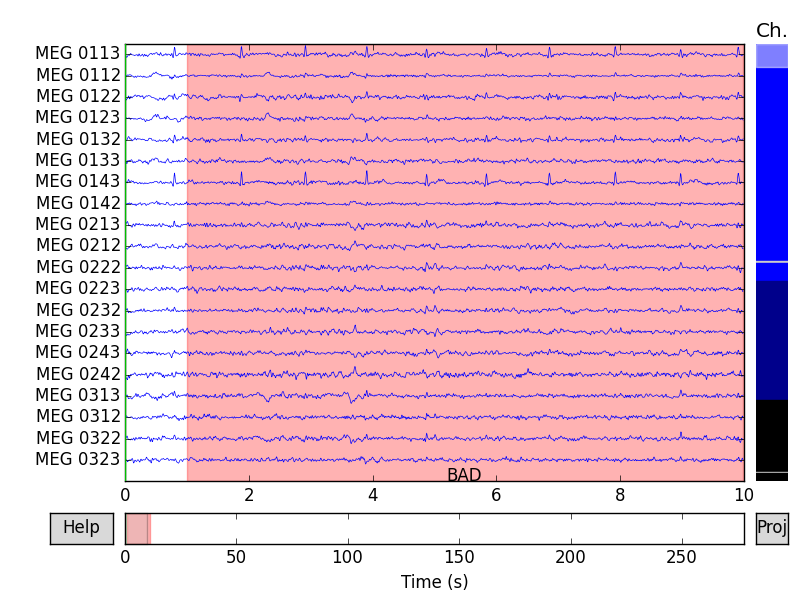 Ch.
MEG 0113
MEG 0112
MEG 0122
MEG 0123
MEG 0132
MEG 0133
MEG 0143
MEG 0142
MEG 0213
MEG 0212
MEG 0222
MEG 0223
MEG 0232
MEG 0233
MEG 0243
MEG 0242
MEG 0313
MEG 0312
MEG 0322
MEG 0323
BAD
0 2 4 6 8 10
Help Proj
0 50 100 150 200 250
Time (s)